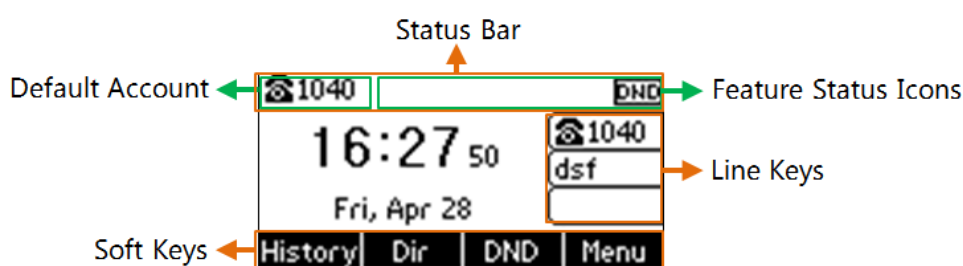 Status Bar
Default Account
1040
DND
Feature Status Icons
16:27 50
1040
dsf
Line Keys
Fri, Apr 28
Soft Keys
History Dir DND Menu